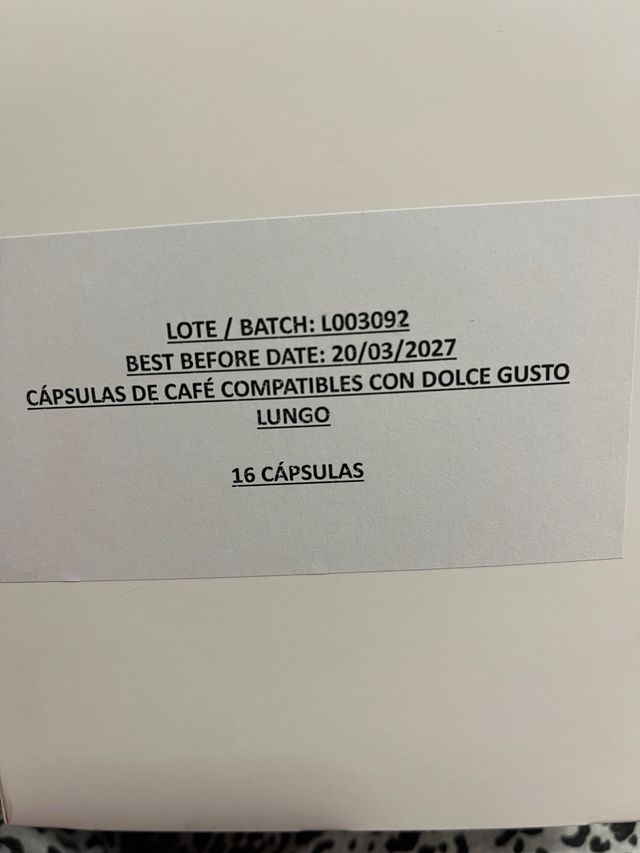 LOTE / BATCH: L003092
BEST BEFORE DATE: 20/03/2027
CÁPSULAS DE CAFÉ COMPATIBLES CON DOLCE GUSTO
LUNGO
16 CÁPSULAS